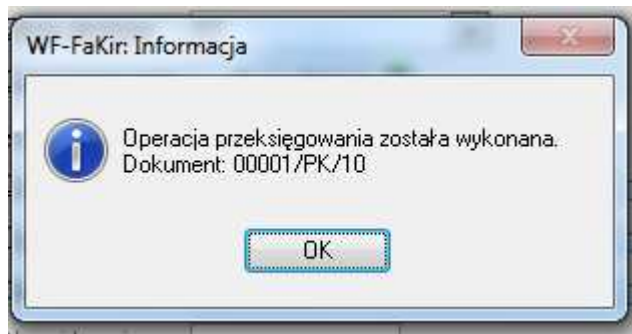 WF-FaKir: Informacja
Operacja przeksięgowania została wykonana.
Dokument: 00001/PK/10
OK